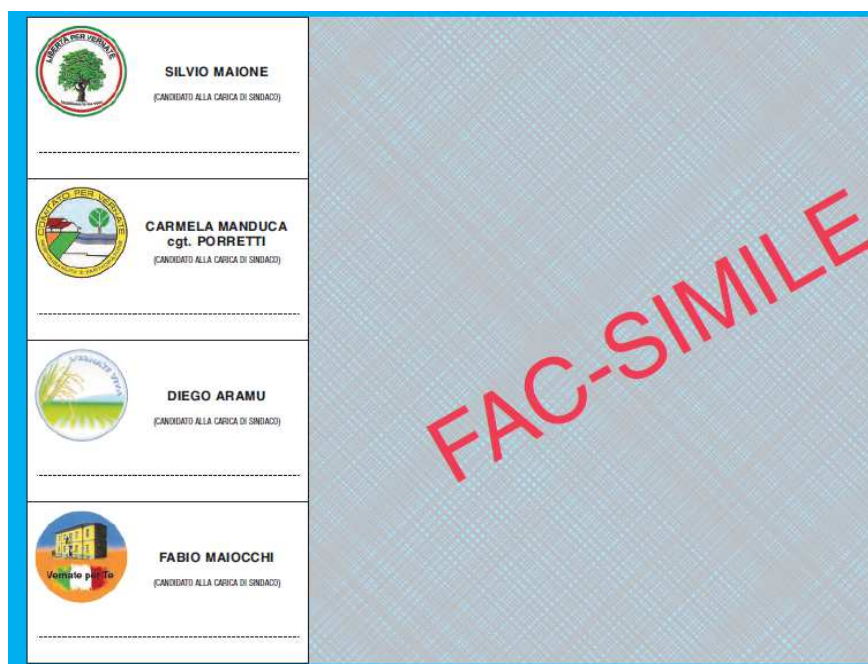 LIBERTÀ PER VERNATE
SILVIO MAIONE
(CANDIDATO ALLA CARICA DI SINDACO)
COMITATO PER VERNATE
CARMELA MANDUCA
cgt. PORRETTI
(CANDIDATO ALLA CARICA DI SINDACO)
VERNATE VIVA
DIEGO ARAMU
(CANDIDATO ALLA CARICA DI SINDACO)
Vernate per Te
FABIO MAIOCCHI
(CANDIDATO ALLA CARICA DI SINDACO)
FAC-SIMILE